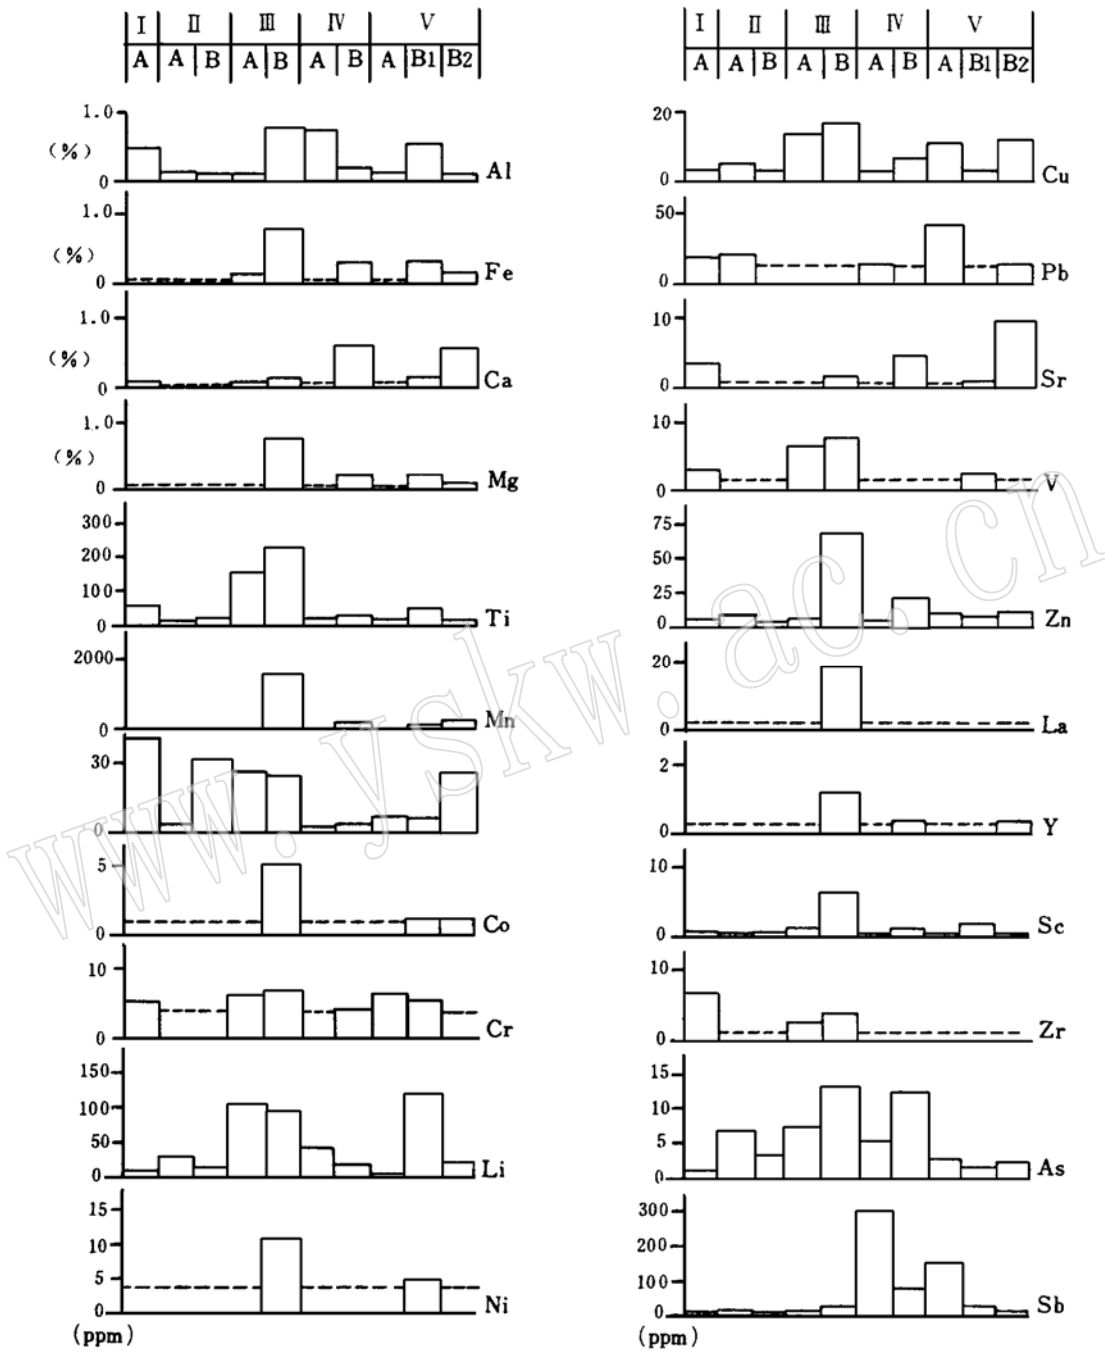 I II III IV V
A A B A B A B A B1 B2
1.0
(%)
0
Al
1.0
(%)
0
Fe
1.0
(%)
0
Ca
1.0
(%)
0
Mg
300
200
100
0
Ti
2000
0
Mn
30
0
5
0
Co
10
0
Cr
150
100
50
0
Li
15
10
5
0
Ni
(ppm)
I II III IV V
A A B A B A B A B1 B2
20
10
0
Cu
50
0
Pb
10
0
Sr
10
0
V
75
50
25
0
Zn
20
0
La
2
0
Y
10
0
Sc
10
0
Zr
15
10
5
0
As
300
200
100
0
Sb
(ppm)
www.yskw.ac.cn